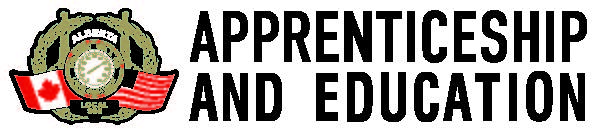 ALBERTA
LOCAL
APPRENTICESHIP
AND EDUCATION